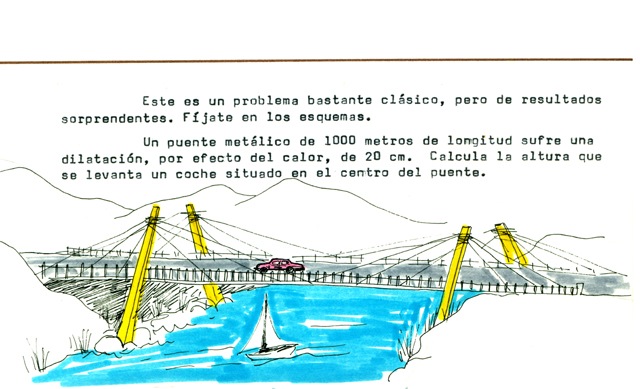 Este es un problema bastante clásico, pero de resultados
sorprendentes. Fíjate en los esquemas.
Un puente metálico de 1000 metros de longitud sufre una
dilatación, por efecto del calor, de 20 cm. Calcula la altura que
se levanta un coche situado en el centro del puente.